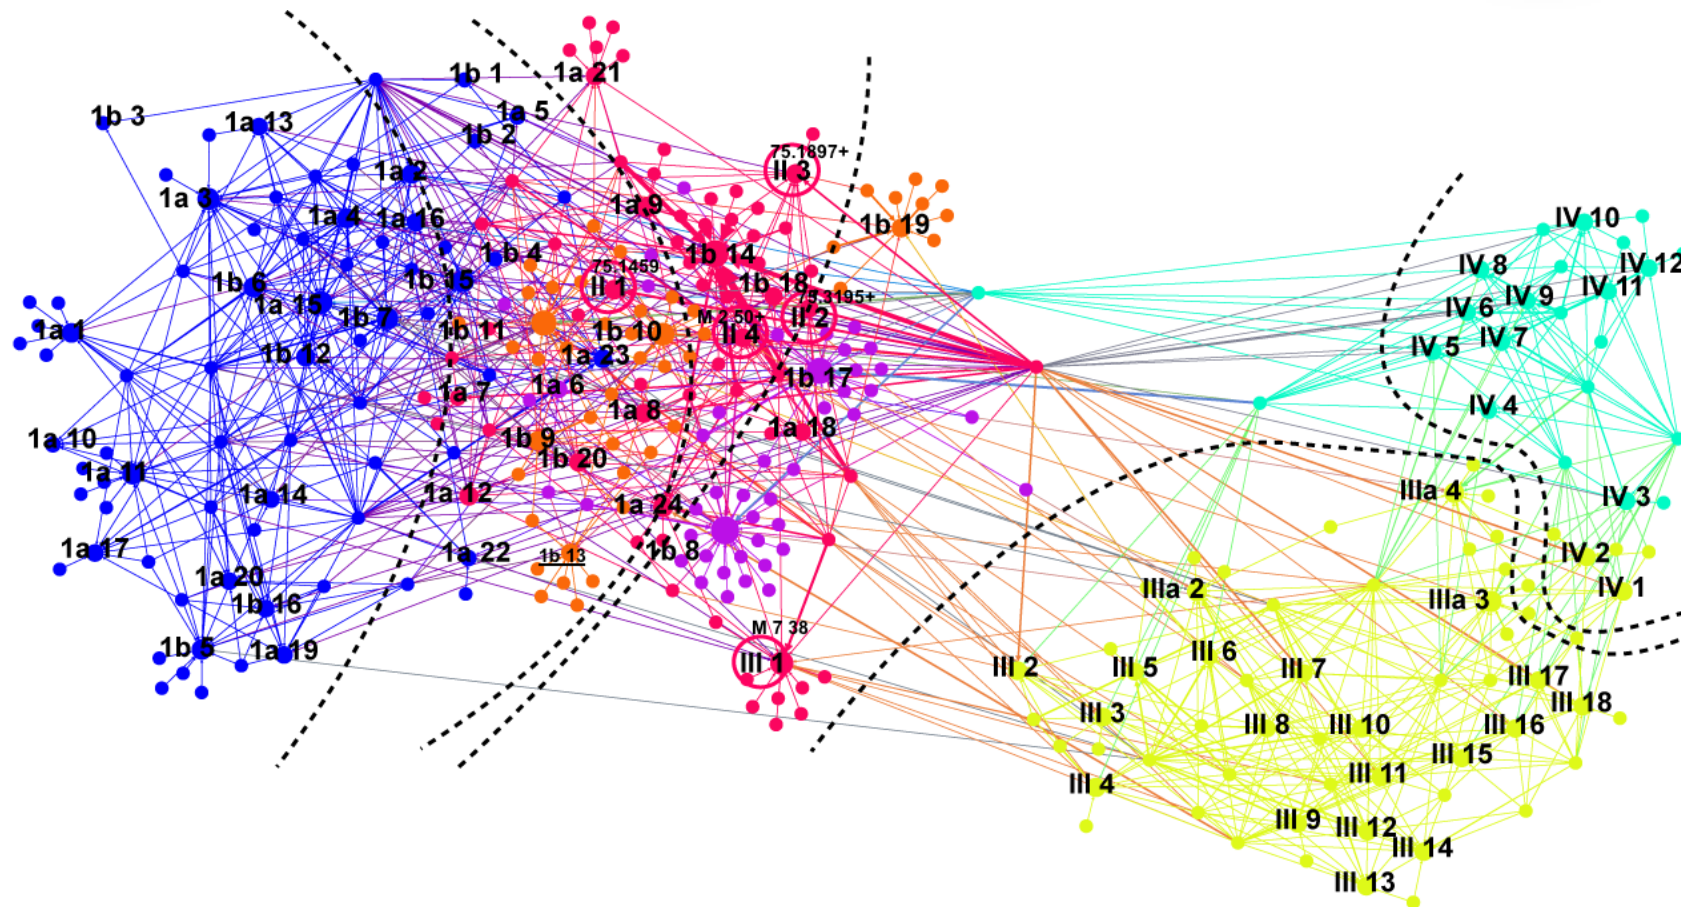 1b 1
1a 21
1b 3
1a 13
1a 5
1b 2
75.1897+
1a 2
II 3
1a 3
1a 4
1a 16
1a 9
1b 19
IV 10
1b 4
1b 14
IV 8
IV 12
75.1459
1b 6
1b 15
II 1
1b 18
IV 9
IV 11
1a 15
75.3195+
1b 7
M 2 50+
II 2
IV 6
1a 1
1b 11
1b 10
II 4
IV 5
IV 7
1b 12
1a 23
1b 17
1a 7
1a 6
1a 8
IV 4
1a 10
1b 9
1a 18
1a 11
1b 20
1a 14
1a 12
1a 24
IIIa 4
IV 3
1a 17
1a 22
1b 13
1b 8
IV 2
1a 20
IIIa 2
IIIa 3
IV 1
1b 16
M 7 38
1b 5
1a 19
III 1
III 2
III 5
III 6
III 7
III 17
III 3
III 8
III 10
III 16
III 18
III 4
III 11
III 15
III 9
III 12
III 14
III 13